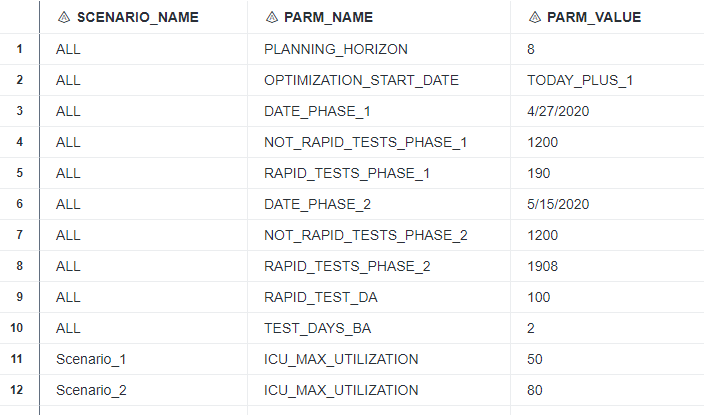 SCENARIO_NAME PARM_NAME PARM_VALUE
1 ALL PLANNING_HORIZON 8
2 ALL OPTIMIZATION_START_DATE TODAY_PLUS_1
3 ALL DATE_PHASE_1 4/27/2020
4 ALL NOT_RAPID_TESTS_PHASE_1 1200
5 ALL RAPID_TESTS_PHASE_1 190
6 ALL DATE_PHASE_2 5/15/2020
7 ALL NOT_RAPID_TESTS_PHASE_2 1200
8 ALL RAPID_TESTS_PHASE_2 1908
9 ALL RAPID_TEST_DA 100
10 ALL TEST_DAYS_BA 2
11 Scenario_1 ICU_MAX_UTILIZATION 50
12 Scenario_2 ICU_MAX_UTILIZATION 80